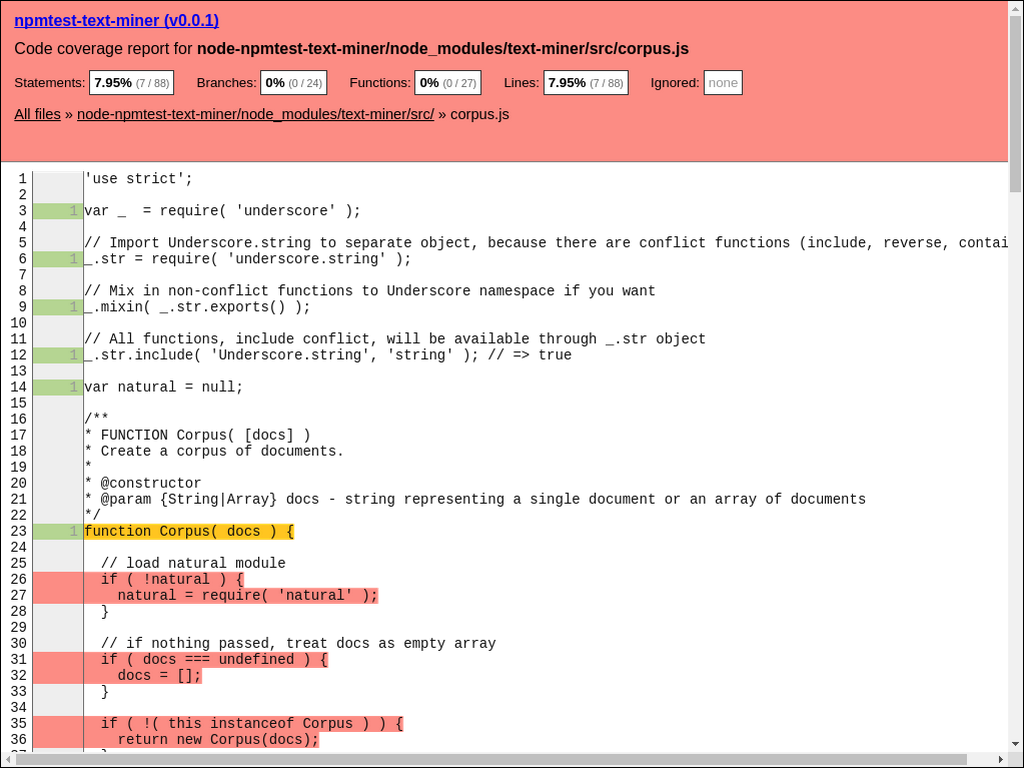 npmtest-text-miner (v0.0.1)
Code coverage report for node-npmtest-text-miner/node_modules/text-miner/src/corpus.js
Statements: 7.95% (7 / 88) Branches: 0% (0 / 24) Functions: 0% (0 / 27) Lines: 7.95% (7 / 88) Ignored: none
All files » node-npmtest-text-miner/node_modules/text-miner/src/ » corpus.js
1 'use strict';
2
3 1 var _  = require( 'underscore' );
4
5 // Import Underscore.string to separate object, because there are conflict functions (include, reverse, contai
6 1 _.str = require( 'underscore.string' );
7
8 // Mix in non-conflict functions to Underscore namespace if you want
9 1 _.mixin( _.str.exports() );
10
11 // All functions, include conflict, will be available through _.str object
12 1 _.str.include( 'Underscore.string', 'string' ); // => true
13
14 1 var natural = null;
15
16 /**
17 * FUNCTION Corpus( [docs] )
18 * Create a corpus of documents.
19 *
20 * @constructor
21 * @param {String|Array} docs - string representing a single document or an array of documents
22 */
23 1 function Corpus( docs ) {
24
25   // load natural module
26   if ( !natural ) {
27     natural = require( 'natural' );
28   }
29
30   // if nothing passed, treat docs as empty array
31   if ( docs === undefined ) {
32     docs = [];
33   }
34
35   if ( !( this instanceof Corpus ) ) {
36     return new Corpus(docs);